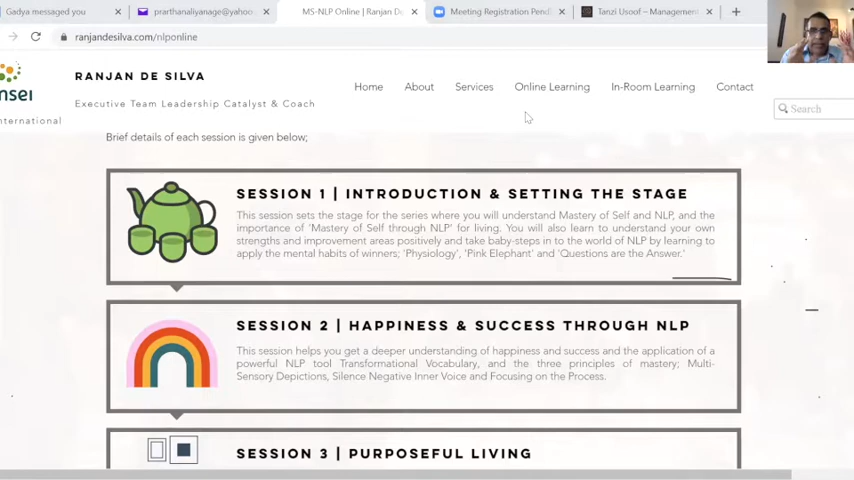 Gadya messaged you
prarthanaliyanage@yahoo
MS-NLP Online | Ranjan De
Meeting Registration Pendi
Tanzi Usoof – Management
ranjandesilva.com/nlponline
nsei
nternational
RANJAN DE SILVA
Executive Team Leadership Catalyst & Coach
Home
About
Services
Online Learning
In-Room Learning
Contact
Search
Brief details of each session is given below;
SESSION 1 | INTRODUCTION & SETTING THE STAGE
This session sets the stage for the series where you will understand Mastery of Self and NLP, and the
importance of 'Mastery of Self through NLP' for living. You will also learn to understand your own
strengths and improvement areas positively and take baby-steps in to the world of NLP by learning to
apply the mental habits of winners; 'Physiology', 'Pink Elephant' and 'Questions are the Answer.'
SESSION 2 | HAPPINESS & SUCCESS THROUGH NLP
This session helps you get a deeper understanding of happiness and success and the application of a
powerful NLP tool Transformational Vocabulary, and the three principles of mastery; Multi-
Sensory Depictions, Silence Negative Inner Voice and Focusing on the Process.
SESSION 3 | PURPOSEFUL LIVING